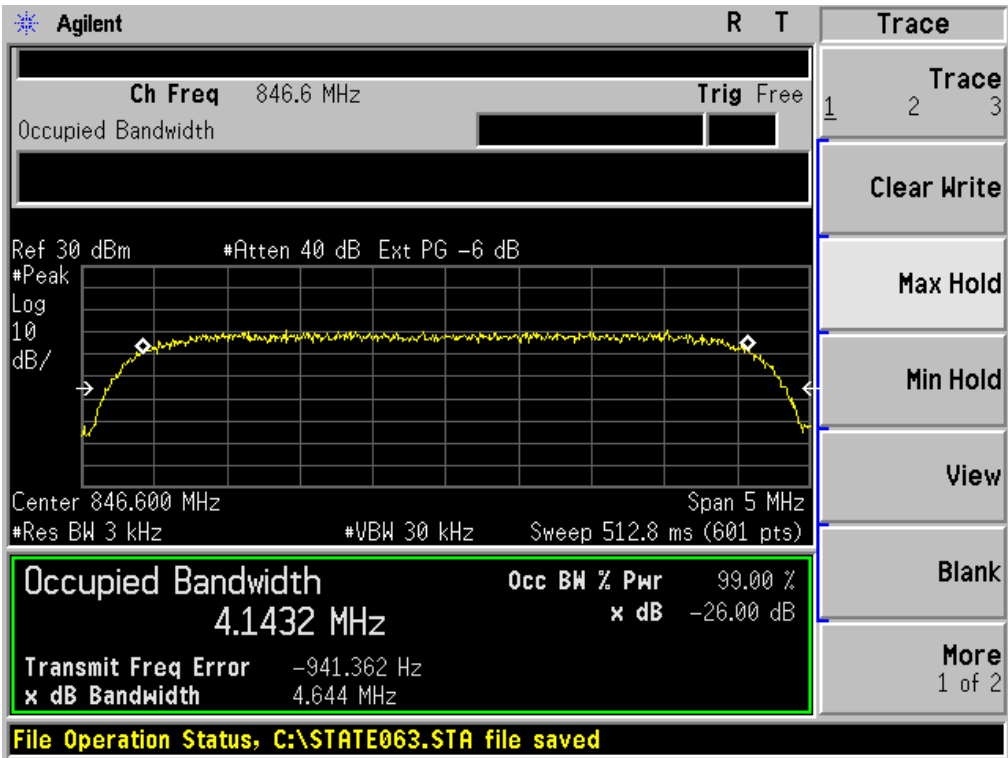 Agilent R T Trace
Ch Freq 846.6 MHz Trig Free
Occupied Bandwidth
Trace
1 2 3
Clear Write
Ref 30 dBm #Atten 40 dB Ext PG −6 dB
#Peak
Log
10
dB/
Max Hold
Min Hold
View
Center 846.600 MHz Span 5 MHz
#Res BW 3 kHz #VBW 30 kHz Sweep 512.8 ms (601 pts)
Occupied Bandwidth
4.1432 MHz
Occ BW % Pwr 99.00 %
x dB −26.00 dB
Transmit Freq Error −941.362 Hz
x dB Bandwidth 4.644 MHz
Blank
More
1 of 2
File Operation Status, C:\STATE063.STA file saved